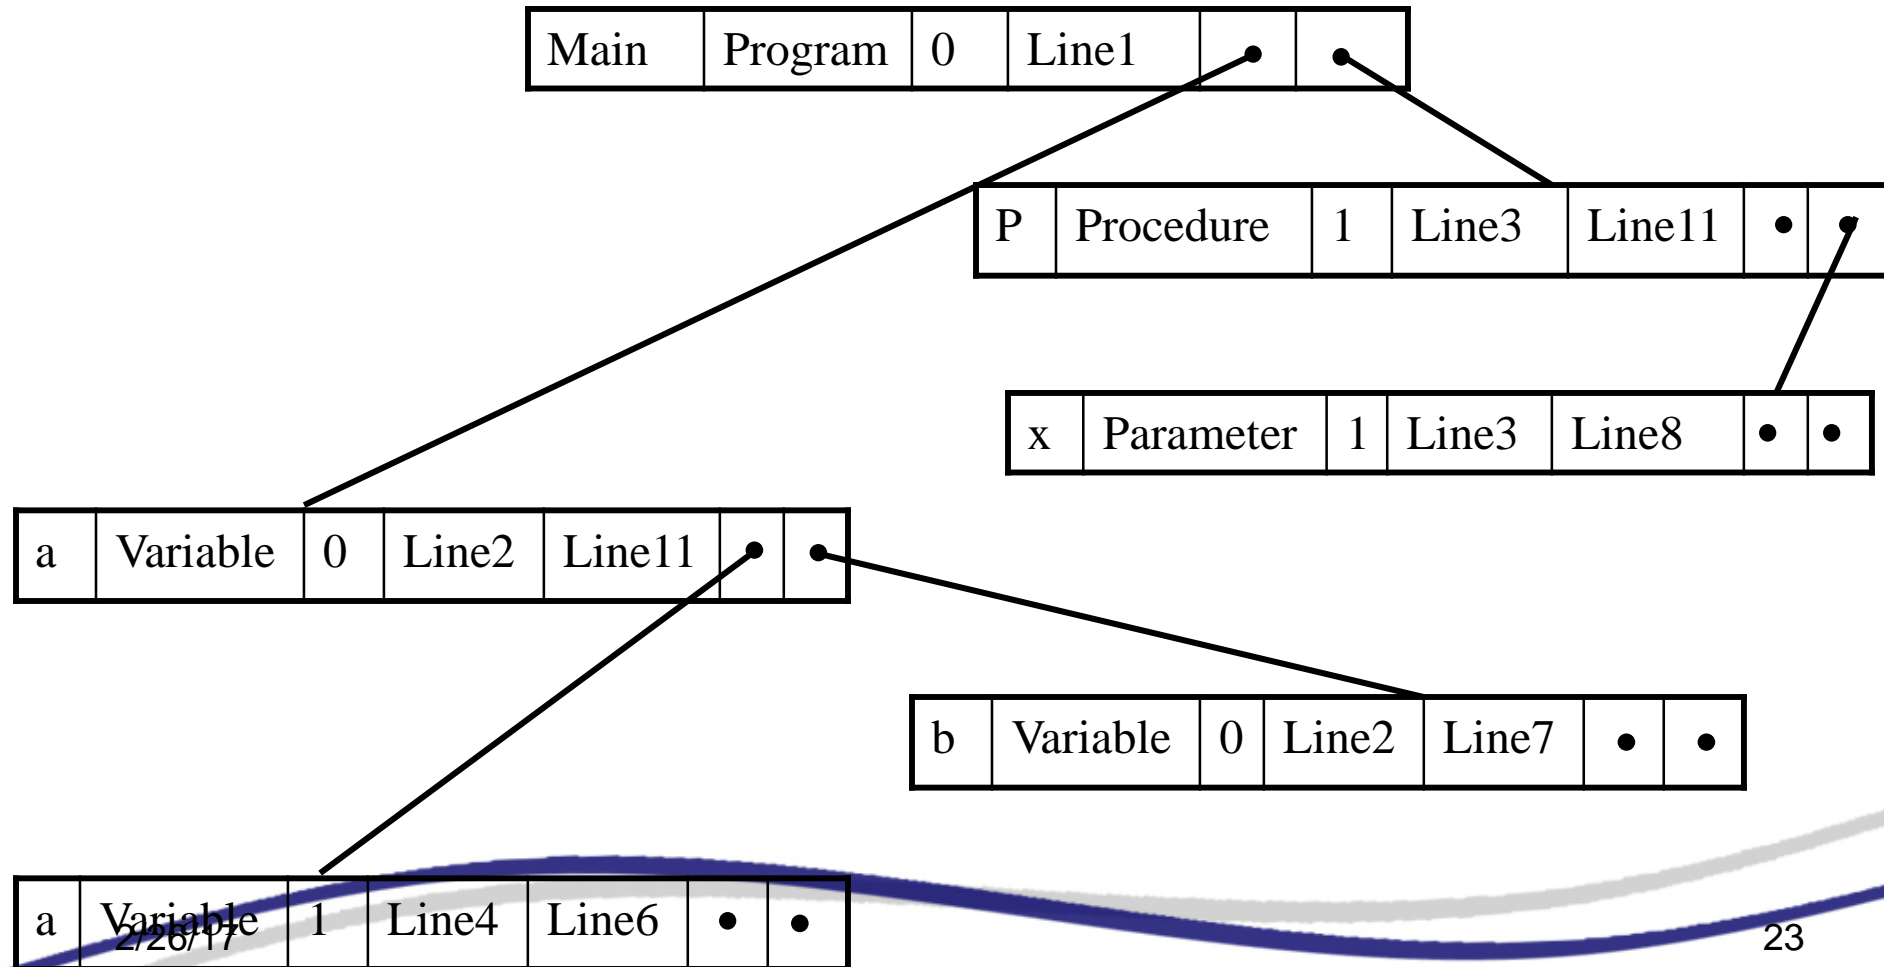 Main Program 0 Line1
P Procedure 1 Line3 Line11
x Parameter 1 Line3 Line8
a Variable 0 Line2 Line11
b Variable 0 Line2 Line7
a Variable 1 Line4 Line6
2/26/17 23